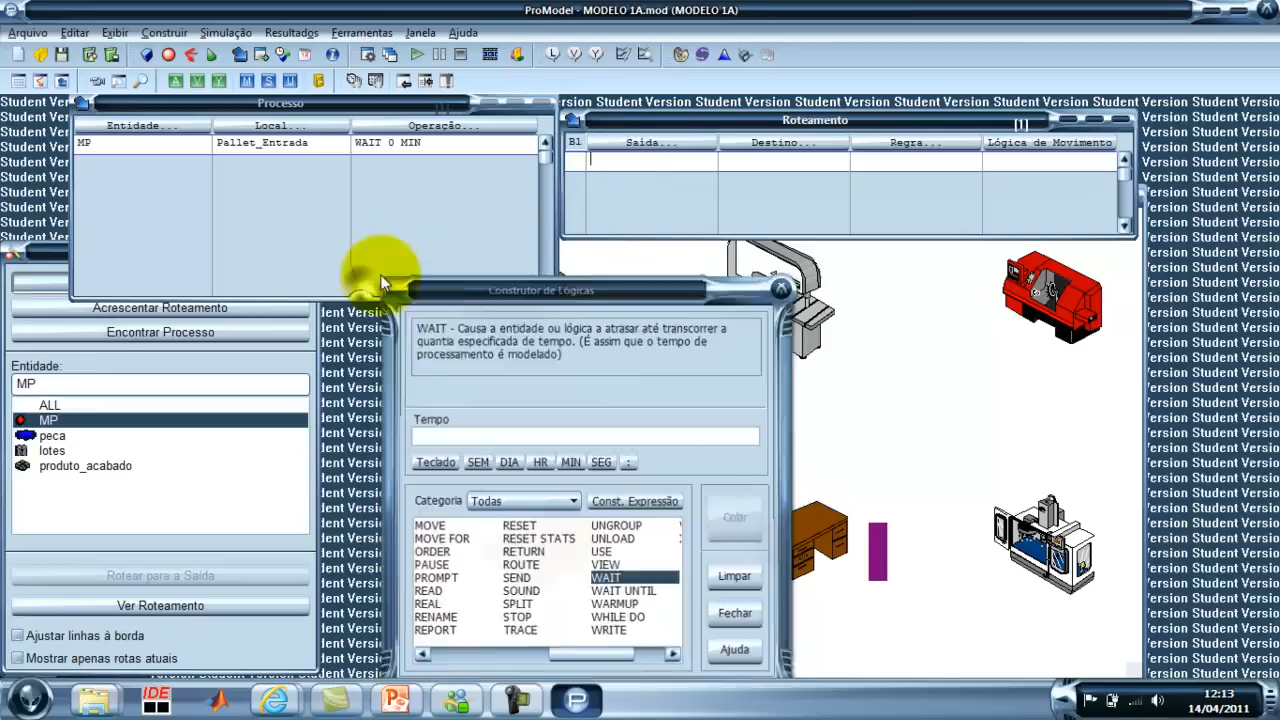 ProModel - MODELO 1A.mod (MODELO 1A)
Arquivo Editar Exibir Construir Simulação Resultados Ferramentas Janela Ajuda
Student Version Student Version Student Version Student Version Student Version Student Version
Processo
Entidade... Local... Operação...
MP Pallet_Entrada WAIT 0 MIN
Roteamento
[1]
Bl Saída... Destino... Regra... Lógica de Movimento
Acrescentar Roteamento
Encontrar Processo
Entidade:
MP
ALL
MP
peca
lotes
produto_acabado
Rotear para a Saída
Ver Roteamento
Ajustar linhas à borda
Mostrar apenas rotas atuais
Construtor de Lógicas
WAIT - Causa a entidade ou lógica a atrasar até transcorrer a
quantia especificada de tempo. (É assim que o tempo de
processamento é modelado)
Tempo
Teclado SEM DIA HR MIN SEG :
Categoria Todas Const. Expressão
MOVE RESET UNGROUP
MOVE FOR RESET STATS UNLOAD
ORDER RETURN USE
PAUSE ROUTE VIEW
PROMPT SEND WAIT
READ SOUND WAIT UNTIL
REAL SPLIT WARMUP
RENAME STOP WHILE DO
REPORT TRACE WRITE
Colar
Limpar
Fechar
Ajuda
IDE
12:13
14/04/2011